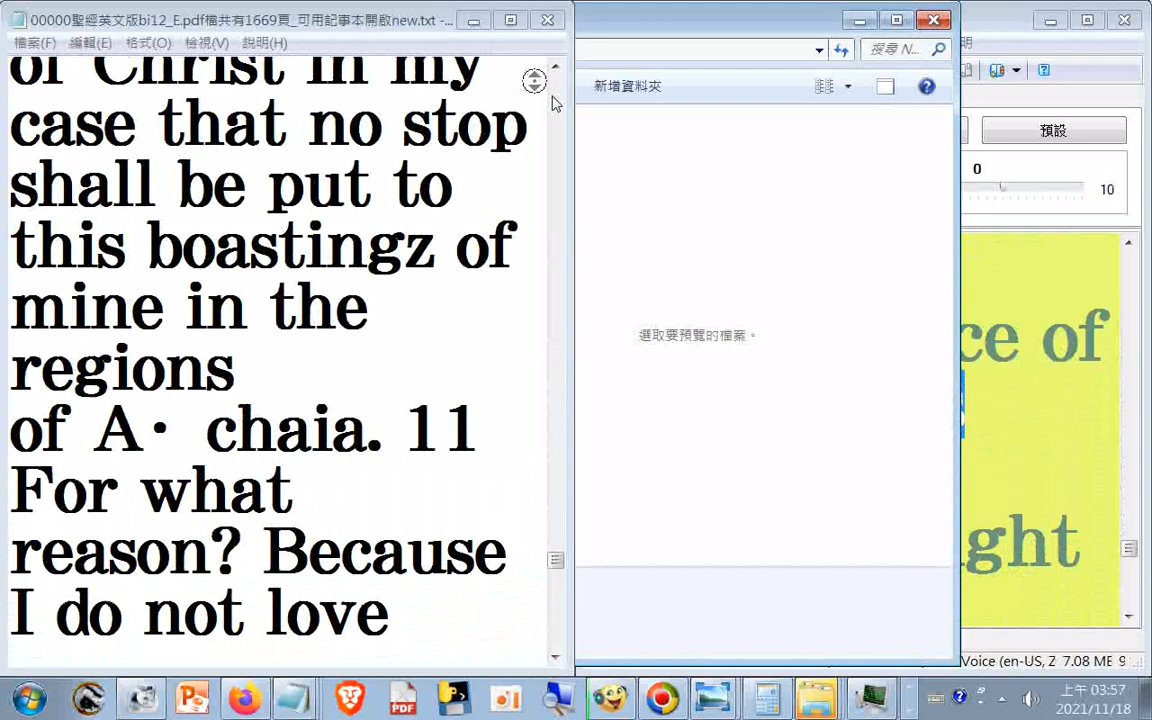 00000聖經英文版bi12_E.pdf檔共有1669頁_可用記事本開啟new.txt -...
檔案(F) 編輯(E) 格式(O) 檢視(V) 說明(H)
of Christ in my
case that no stop
shall be put to
this boastingz of
mine in the
regions
of A· chaia. 11
For what
reason? Because
I do not love
搜尋 N...
新增資料夾
選取要預覽的檔案。
明
預設
0
10
ce of
ght
Voice (en-US, Z 7.08 ME 9
PDF
上午 03:57
2021/11/18